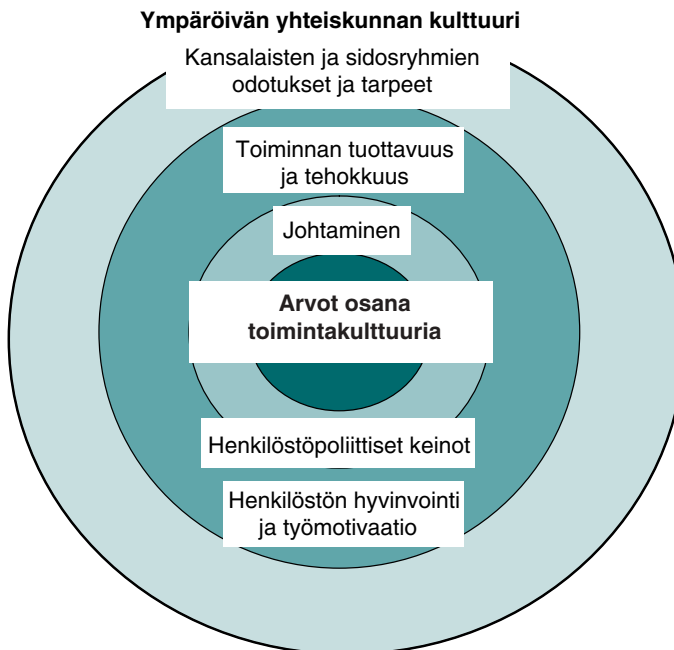 Ympäröivän yhteiskunnan kulttuuri
Kansalaisten ja sidosryhmien
odotukset ja tarpeet
Toiminnan tuottavuus
ja tehokkuus
Johtaminen
Arvot osana
toimintakulttuuria
Henkilöstöpoliittiset keinot
Henkilöstön hyvinvointi
ja työmotivaatio